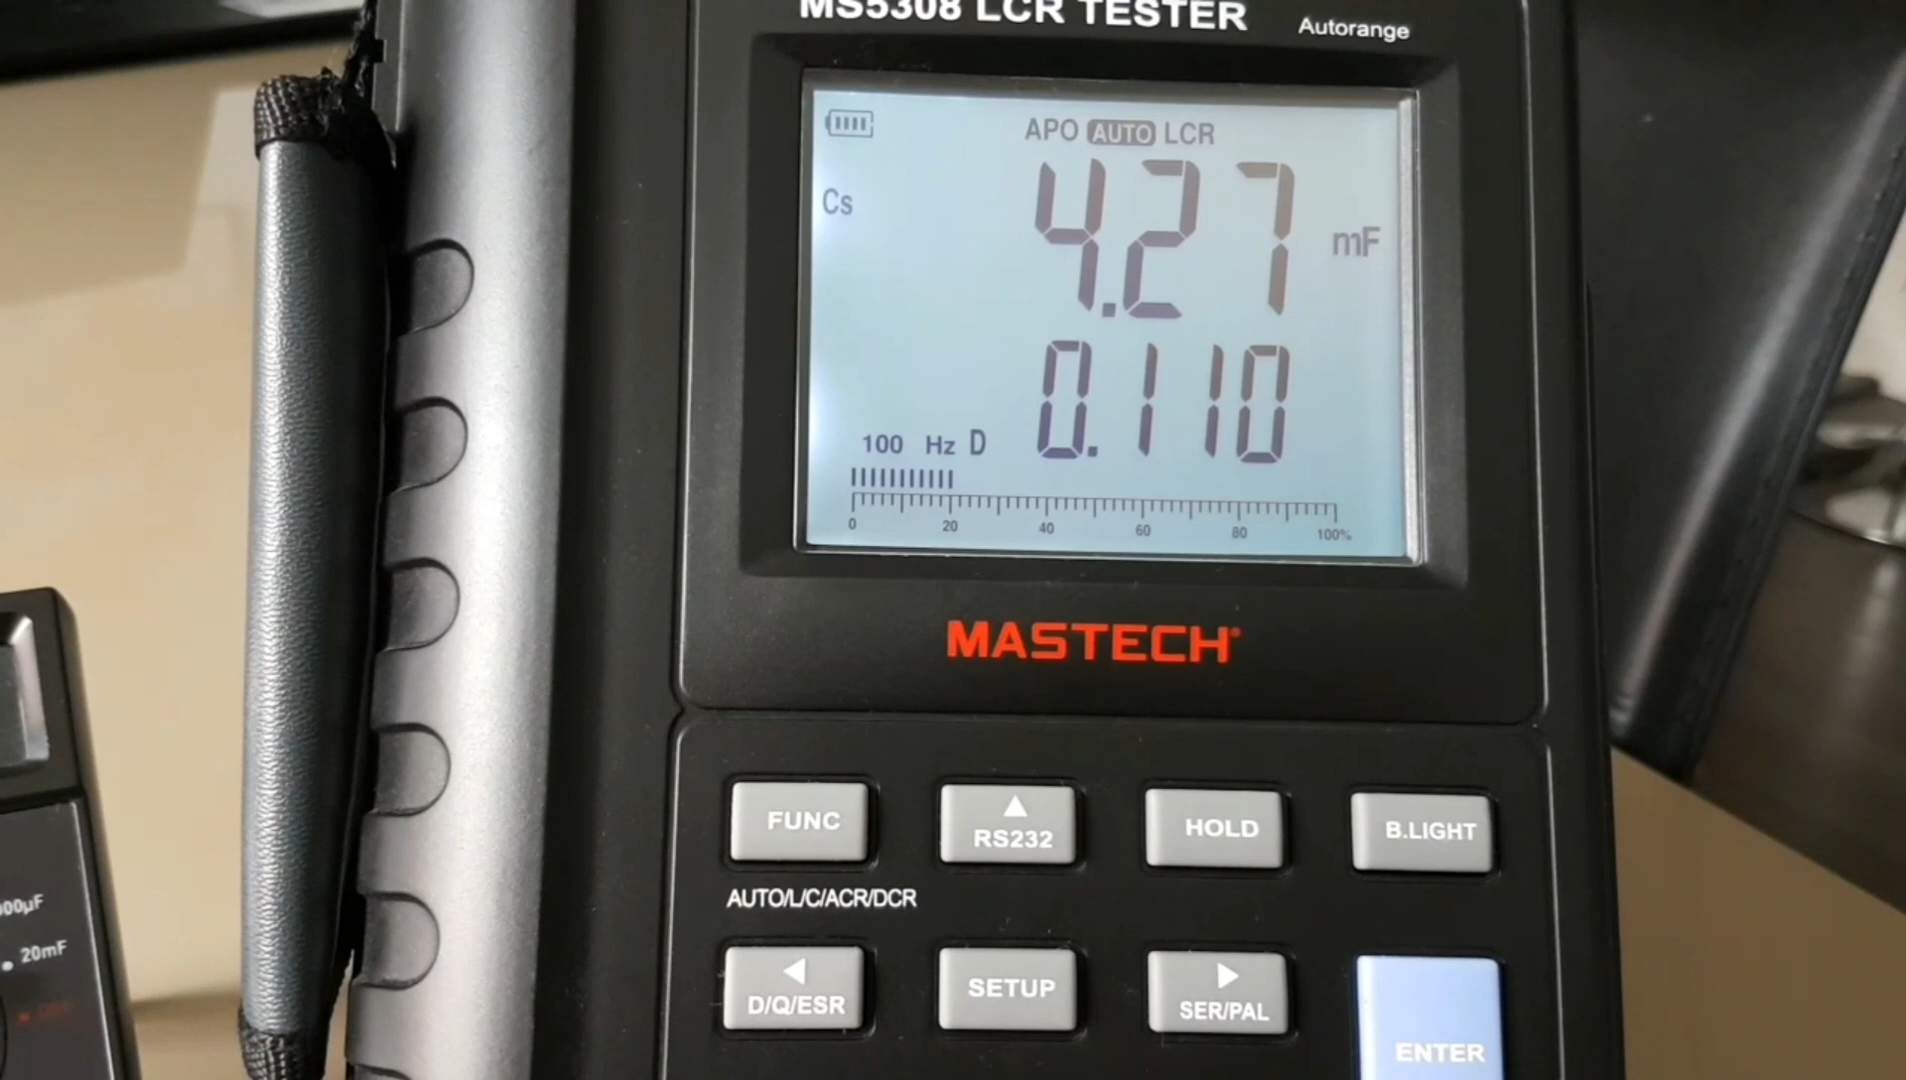 MS5308 LCR TESTER Autorange
APO AUTO LCR
Cs 4.27 mF
100 Hz D 0.110
0 20 40 60 80 100%
MASTECH®
FUNC RS232 HOLD B.LIGHT
AUTO/L/C/ACR/DCR
D/Q/ESR SETUP SER/PAL
ENTER
20mF